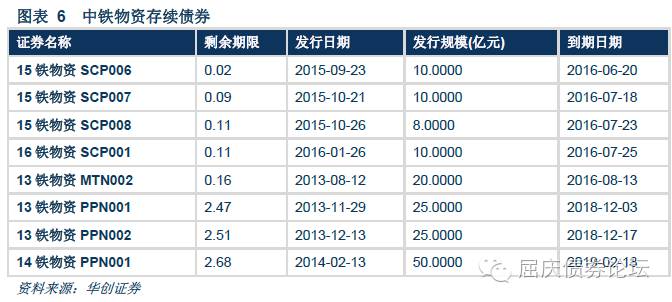 图表 6 中铁物资存续债券
证券名称 剩余期限 发行日期 发行规模(亿元) 到期日期
15 铁物资 SCP006 0.02 2015-09-23 10.0000 2016-06-20
15 铁物资 SCP007 0.09 2015-10-21 10.0000 2016-07-18
15 铁物资 SCP008 0.11 2015-10-26 8.0000 2016-07-23
16 铁物资 SCP001 0.11 2016-01-26 10.0000 2016-07-25
13 铁物资 MTN002 0.16 2013-08-12 20.0000 2016-08-13
13 铁物资 PPN001 2.47 2013-11-29 25.0000 2018-12-03
13 铁物资 PPN002 2.51 2013-12-13 25.0000 2018-12-17
14 铁物资 PPN001 2.68 2014-02-13 50.0000 2019-02-18
屈庆债券论坛
资料来源：华创证券